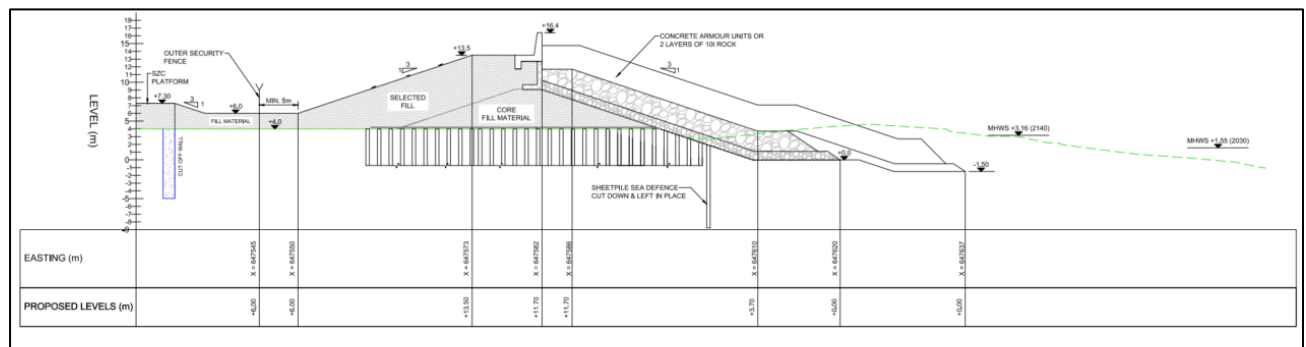 18
17
16
15
14
13
12
11
10
9
8
7
6
5
4
3
2
1
0
-1
-2
-3
-4
-5
-6
-7
-8
-9
LEVEL (m)
OUTER SECURITY
FENCE
SZC
PLATFORM
+7.30
3
1
+6.0
MIN. 5m
FILL MATERIAL
+4.0
CUT OFF WALL
3
1
+13.5
SELECTED
FILL
CORE
FILL MATERIAL
+16.4
CONCRETE ARMOUR UNITS OR
2 LAYERS OF 10t ROCK
3
1
SHEETPILE SEA DEFENCE
CUT DOWN & LEFT IN PLACE
+0.0
-1.50
MHWS +3.16 (2140)
MHWS +1.55 (2030)
EASTING (m)
X = 647545
X = 647550
X = 647573
X = 647582
X = 647586
X = 647610
X = 647620
X = 647637
PROPOSED LEVELS (m)
+6.00
+6.00
+13.50
+11.70
+11.70
+3.70
+0.00
+0.00